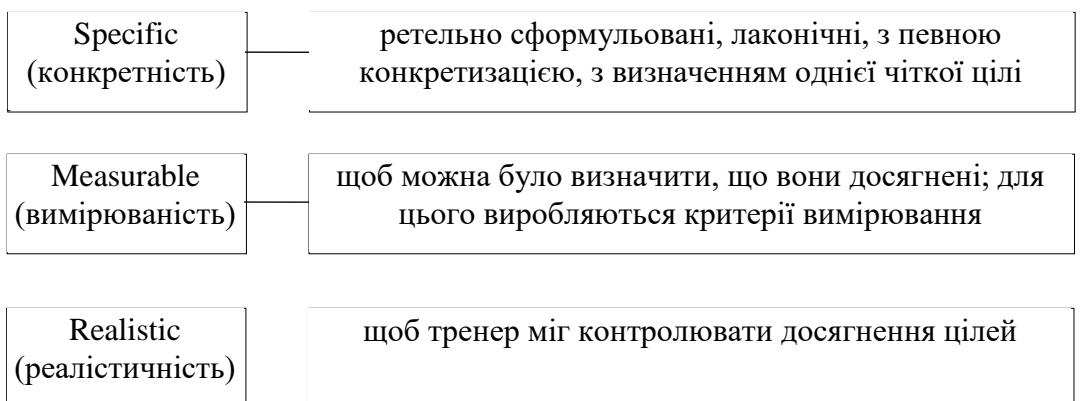 Specific
(конкретність)
ретельно сформульовані, лаконічні, з певною
конкретизацією, з визначенням однієї чіткої цілі
Measurable
(вимірюваність)
щоб можна було визначити, що вони досягнені; для
цього виробляються критерії вимірювання
Realistic
(реалістичність)
щоб тренер міг контролювати досягнення цілей